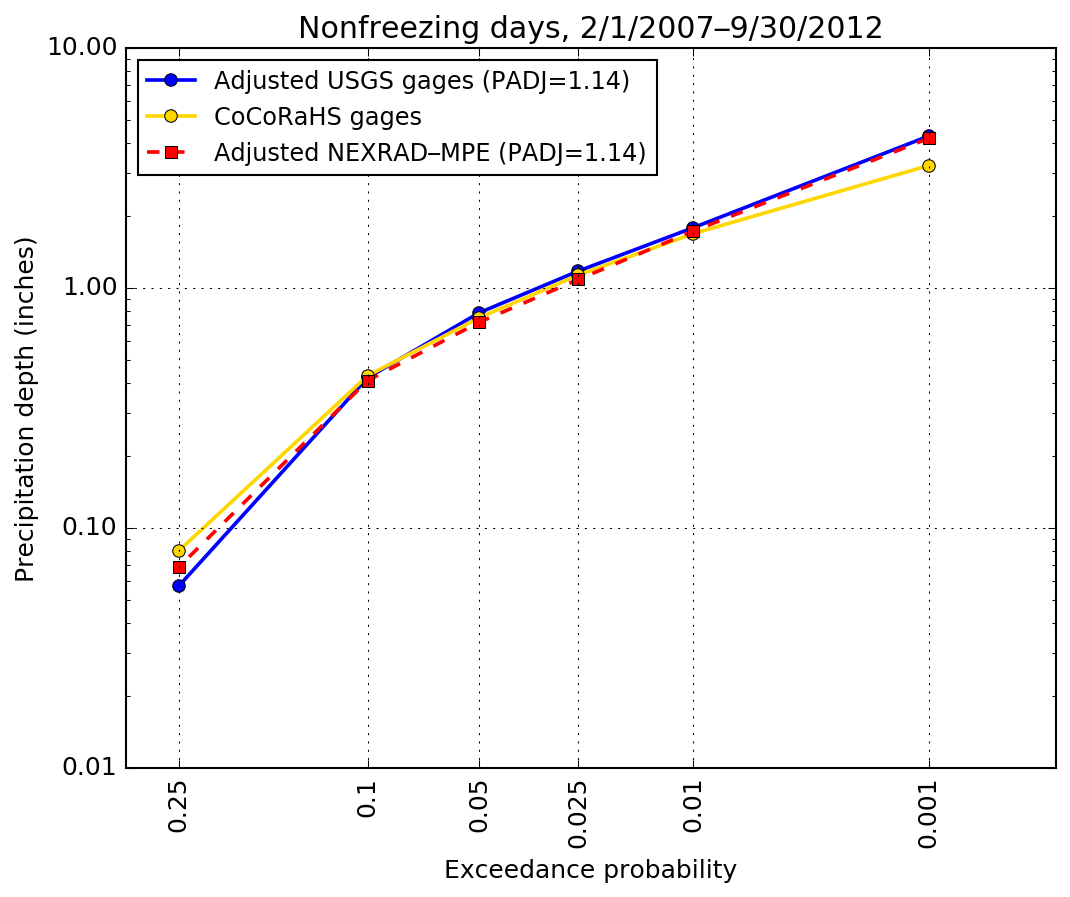 Nonfreezing days, 2/1/2007–9/30/2012
10.00
Adjusted USGS gages (PADJ=1.14)
CoCoRaHS gages
Adjusted NEXRAD–MPE (PADJ=1.14)
1.00
0.10
0.01
Precipitation depth (inches)
0.25
0.1
0.05
0.025
0.01
0.001
Exceedance probability